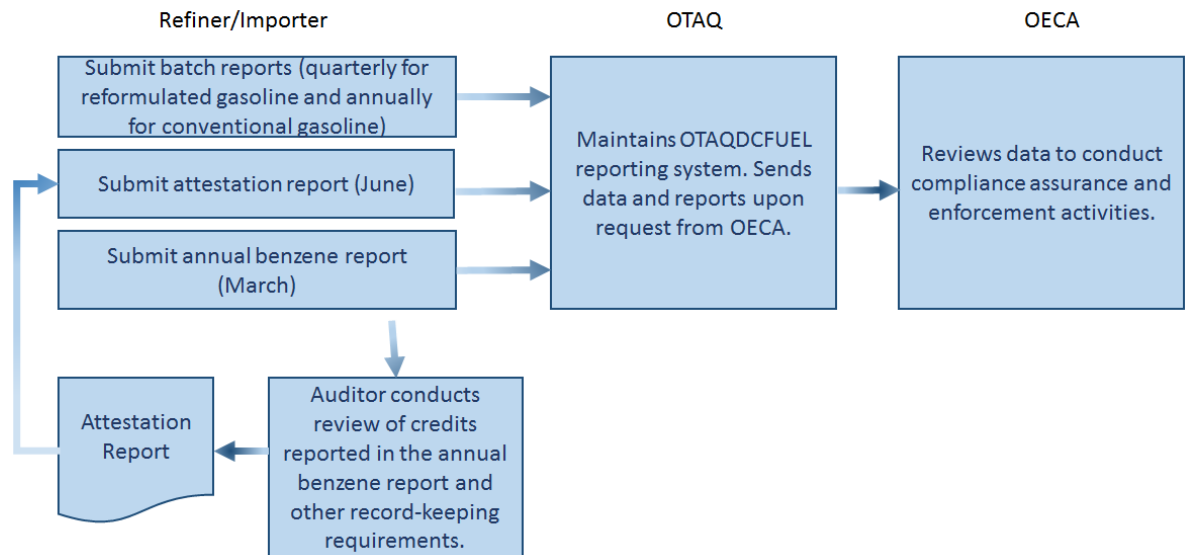 Refiner/Importer
OTAQ
OECA
Submit batch reports (quarterly for
reformulated gasoline and annually
for conventional gasoline)
Submit attestation report (June)
Submit annual benzene report
(March)
Maintains OTAQDCFUEL
reporting system. Sends
data and reports upon
request from OECA.
Reviews data to conduct
compliance assurance and
enforcement activities.
Attestation
Report
Auditor conducts
review of credits
reported in the annual
benzene report and
other record-keeping
requirements.